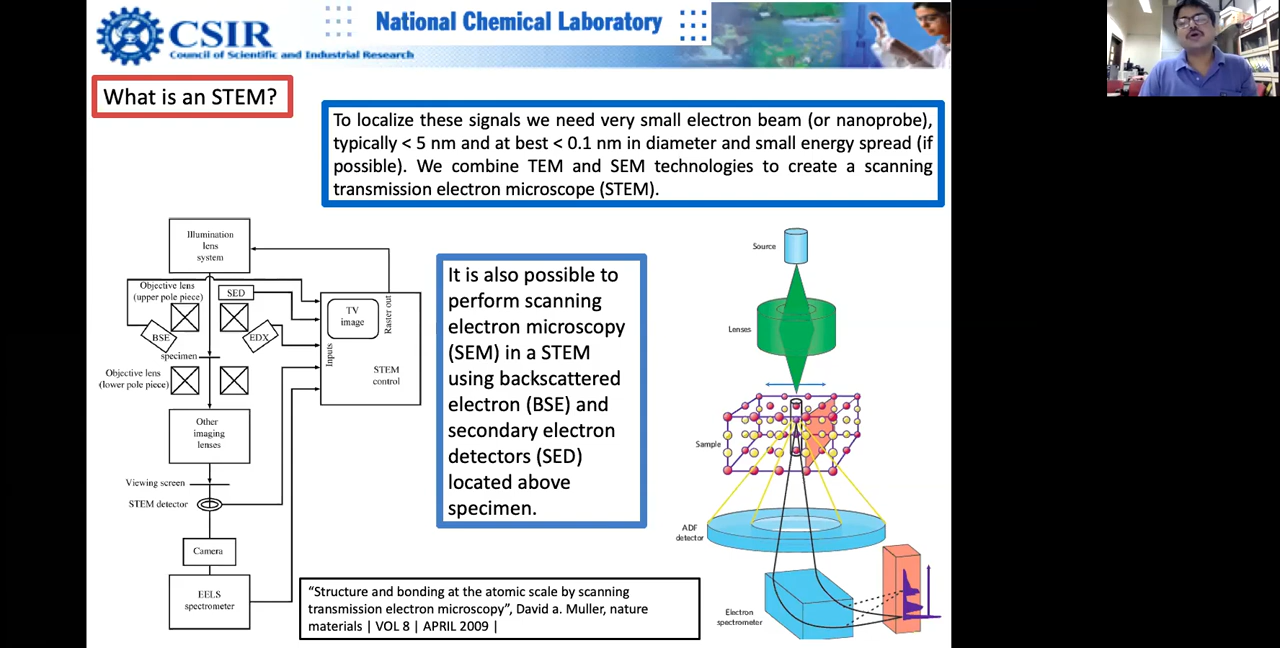 CSIR
Council of Scientific and Industrial Research
National Chemical Laboratory
What is an STEM?
To localize these signals we need very small electron beam (or nanoprobe),
typically < 5 nm and at best < 0.1 nm in diameter and small energy spread (if
possible). We combine TEM and SEM technologies to create a scanning
transmission electron microscope (STEM).
Illumination
lens
system
Objective lens
(upper pole piece)
SED
BSE
EDX
specimen
Objective lens
(lower pole piece)
TV
image
Raster out
Inputs
STEM
control
Other
imaging
lenses
Viewing screen
STEM detector
Camera
EELS
spectrometer
It is also possible to
perform scanning
electron microscopy
(SEM) in a STEM
using backscattered
electron (BSE) and
secondary electron
detectors (SED)
located above
specimen.
Source
Lenses
Sample
ADF
detector
Electron
spectrometer
“Structure and bonding at the atomic scale by scanning
transmission electron microscopy”, David a. Muller, nature
materials | VOL 8 | APRIL 2009 |